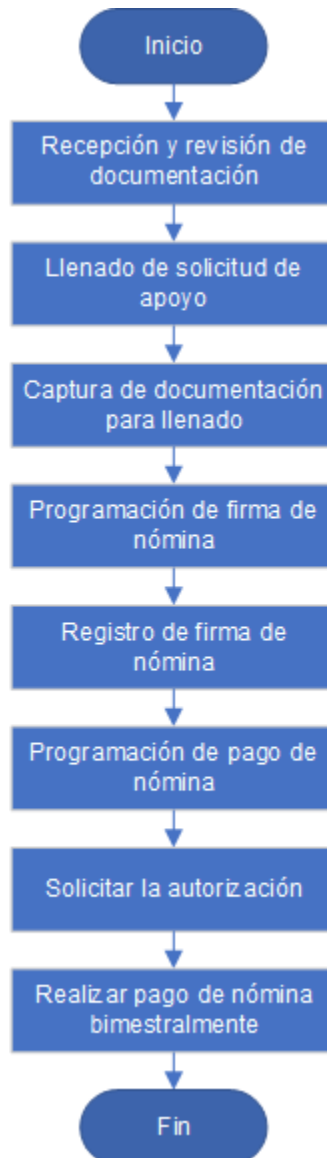 Inicio
Recepción y revisión de
documentación
Llenado de solicitud de
apoyo
Captura de documentación
para llenado
Programación de firma de
nómina
Registro de firma de
nómina
Programación de pago de
nómina
Solicitar la autorización
Realizar pago de nómina
bimestralmente
Fin